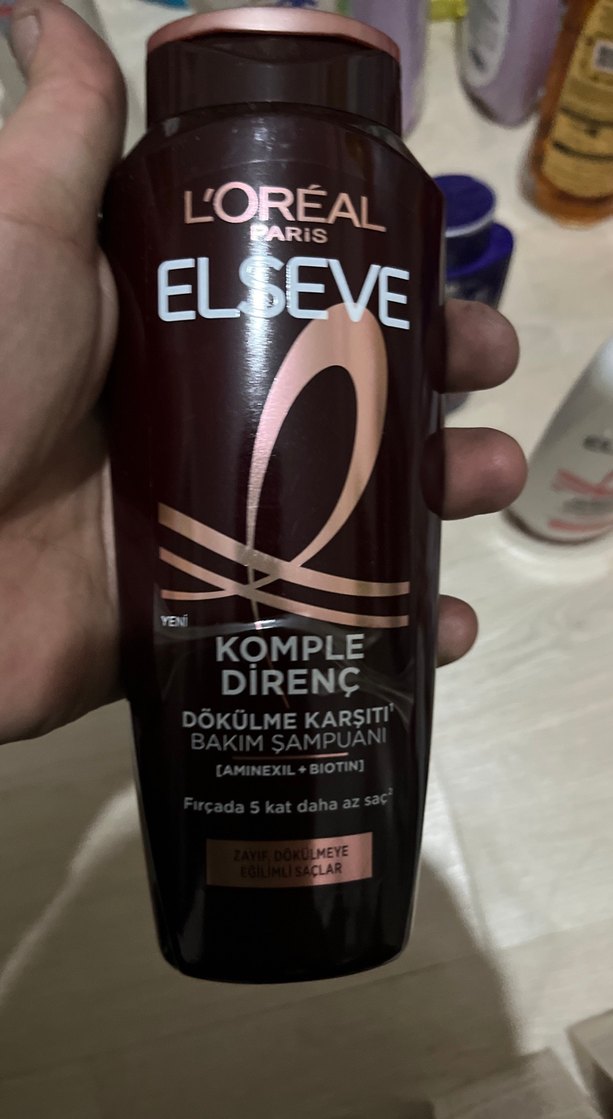 L'ORÉAL
PARIS
ELSEVE
YENİ
KOMPLE
DİRENÇ
DÖKÜLME KARŞITI¹
BAKIM ŞAMPUANI
[AMINEXIL + BIOTIN]
Fırçada 5 kat daha az saç²
ZAYIF, DÖKÜLMEYE
EĞİLİMLİ SAÇLAR